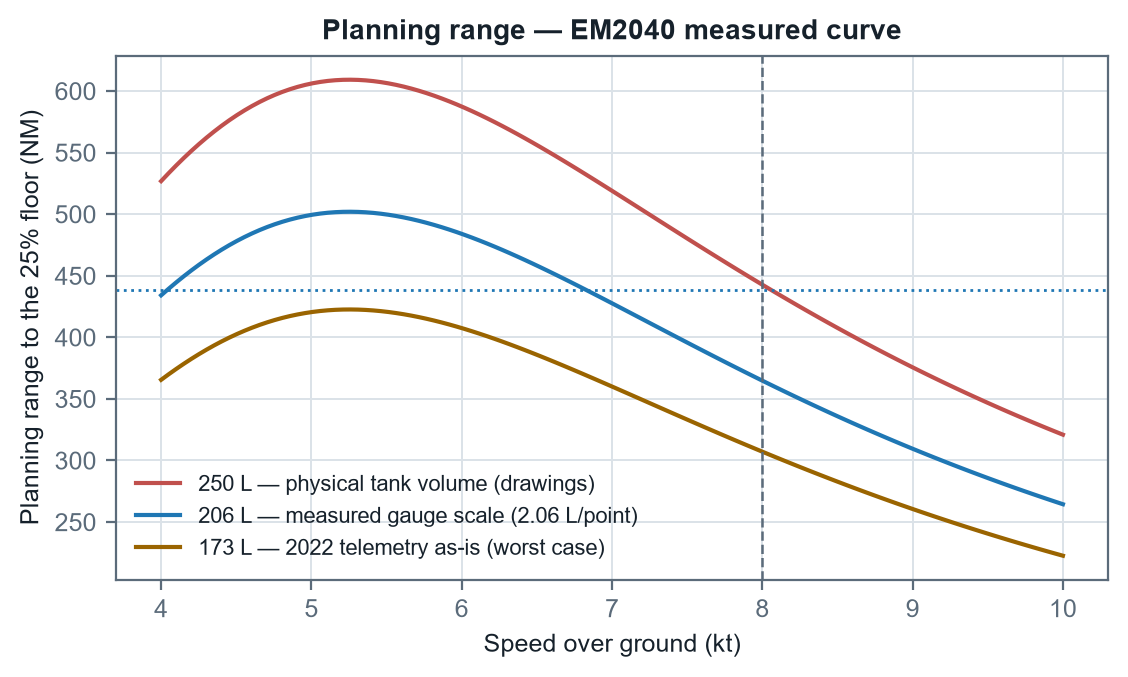 Planning range — EM2040 measured curve
Planning range to the 25% floor (NM)
600
550
500
450
400
350
300
250
250 L — physical tank volume (drawings)
206 L — measured gauge scale (2.06 L/point)
173 L — 2022 telemetry as-is (worst case)
4 5 6 7 8 9 10
Speed over ground (kt)